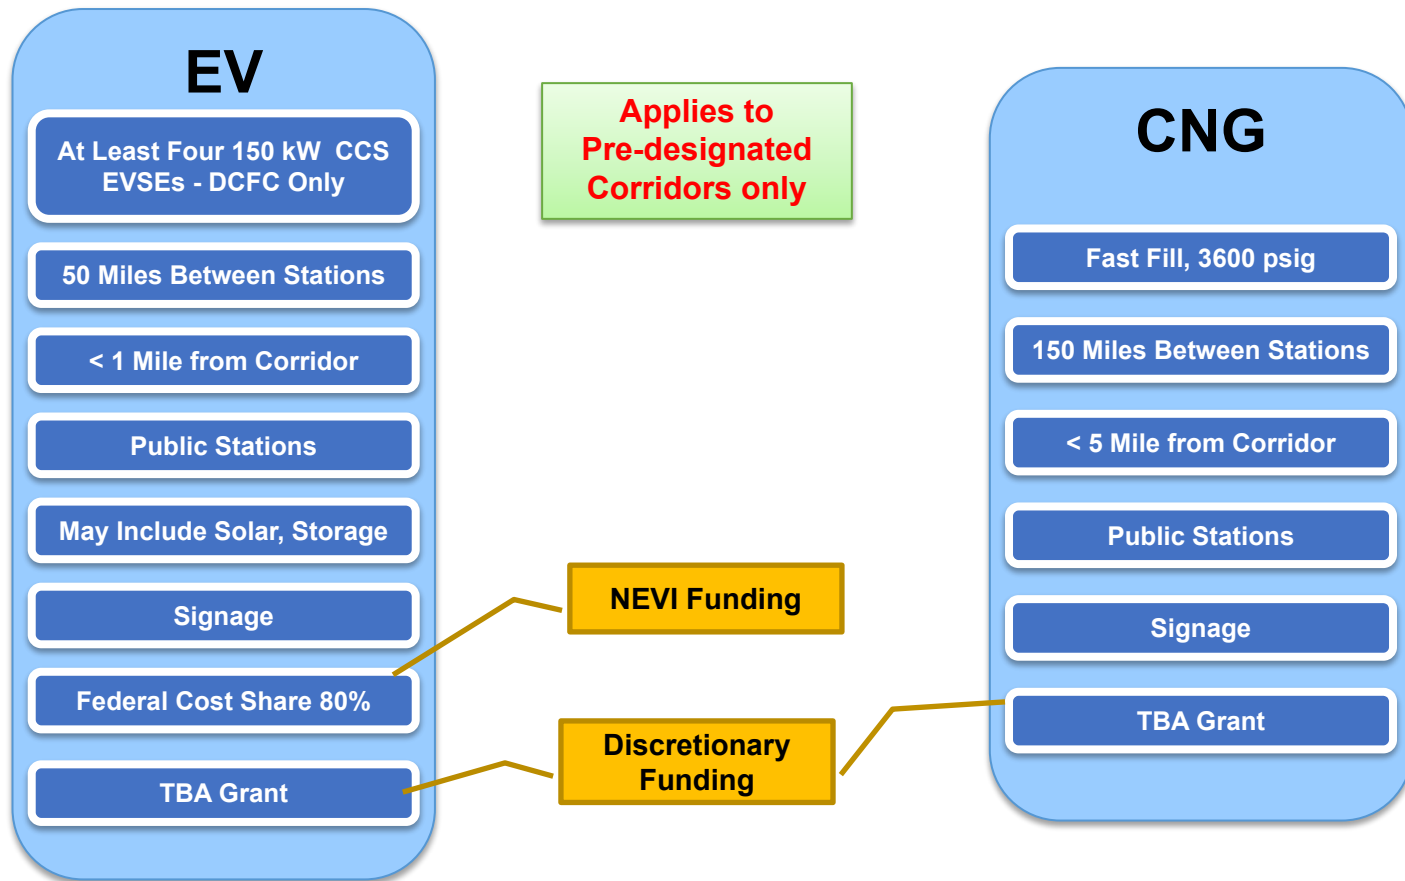 EV
At Least Four 150 kW CCS
EVSEs - DCFC Only
50 Miles Between Stations
< 1 Mile from Corridor
Public Stations
May Include Solar, Storage
Signage
Federal Cost Share 80%
TBA Grant
Applies to
Pre-designated
Corridors only
NEVI Funding
Discretionary
Funding
CNG
Fast Fill, 3600 psig
150 Miles Between Stations
< 5 Mile from Corridor
Public Stations
Signage
TBA Grant